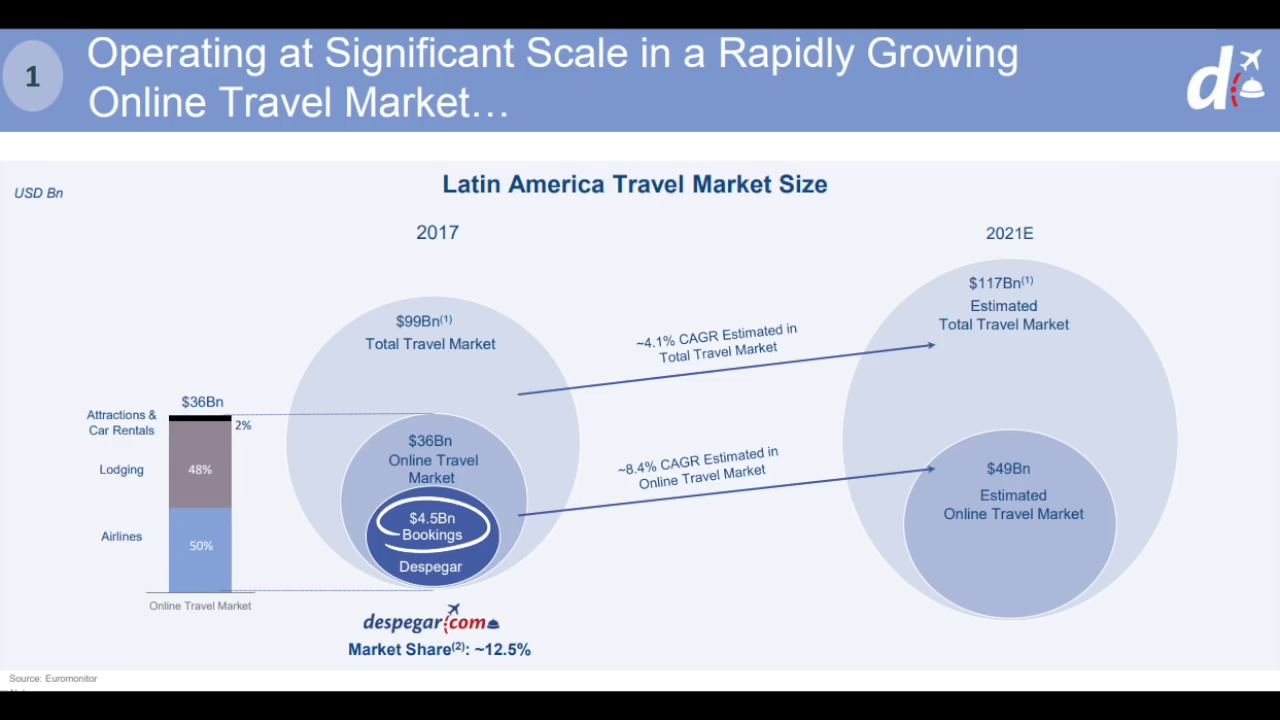 1
Operating at Significant Scale in a Rapidly Growing
Online Travel Market…
d
USD Bn
Latin America Travel Market Size
2017
2021E
$99Bn(1)
Total Travel Market
~4.1% CAGR Estimated in
Total Travel Market
$117Bn(1)
Estimated
Total Travel Market
$36Bn
Attractions &
Car Rentals
2%
Lodging
48%
Airlines
50%
Online Travel Market
$36Bn
Online Travel
Market
$4.5Bn
Bookings
Despegar
~8.4% CAGR Estimated in
Online Travel Market
$49Bn
Estimated
Online Travel Market
despegar.com
Market Share(2): ~12.5%
Source: Euromonitor